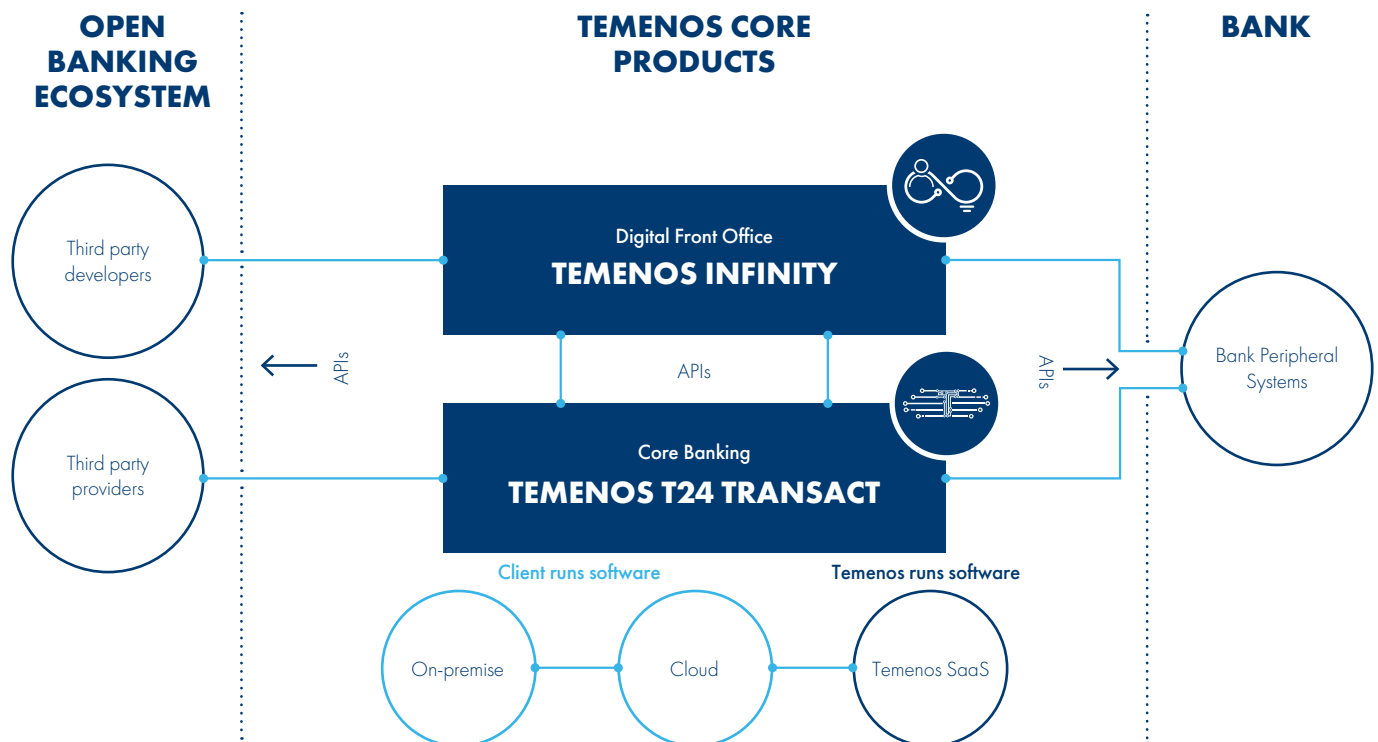 OPEN
BANKING
ECOSYSTEM
TEMENOS CORE
PRODUCTS
BANK
Third party
developers
Digital Front Office
TEMENOS INFINITY
APIs
APIs
APIs
Bank Peripheral
Systems
Third party
providers
Core Banking
TEMENOS T24 TRANSACT
Client runs software
Temenos runs software
On-premise
Cloud
Temenos SaaS